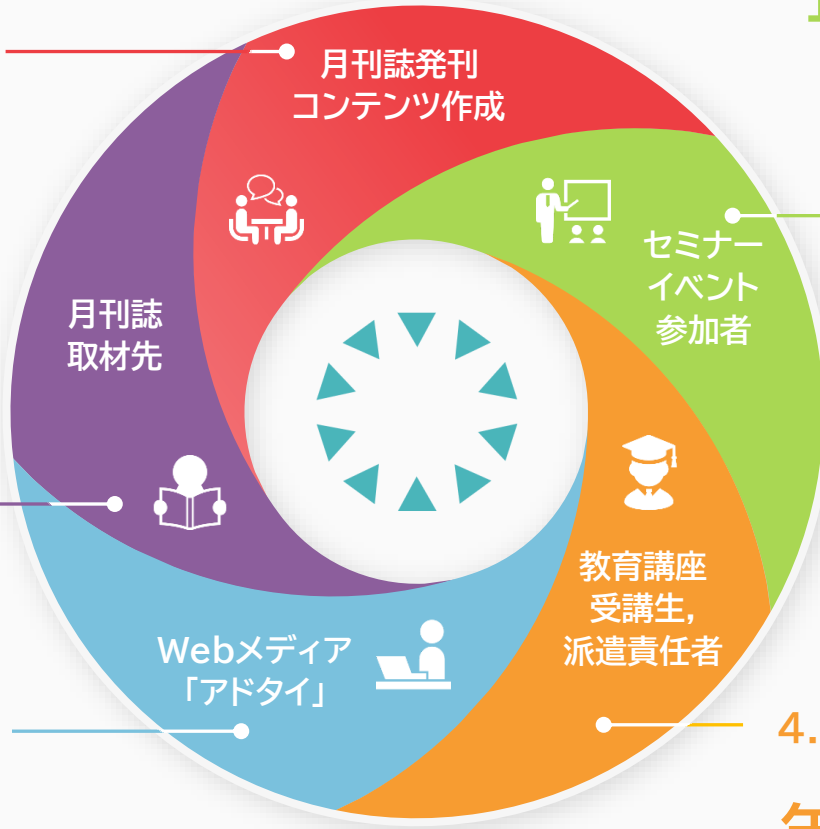 月刊誌発刊
コンテンツ作成
セミナー
イベント
参加者
月刊誌
取材先
教育講座
受講生,
派遣責任者
Webメディア
「アドタイ」
4.